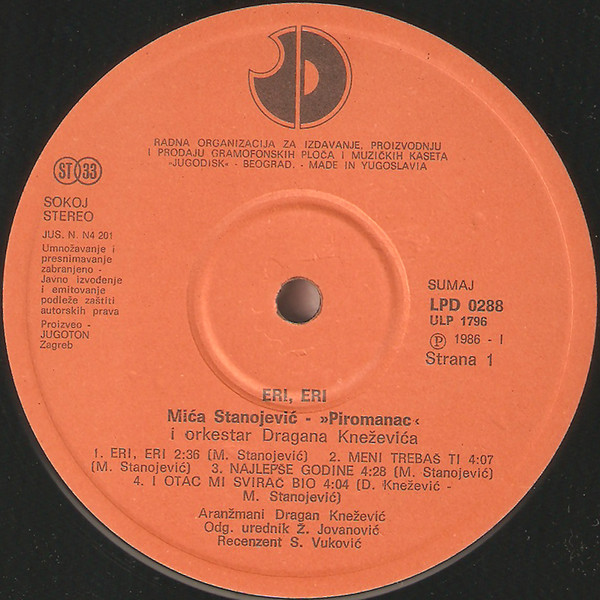 RADNA ORGANIZACIJA ZA IZDAVANJE, PROIZVODNJU
I PRODAJU GRAMOFONSKIH PLOČA I MUZIČKIH KASETA
»JUGODISK« - BEOGRAD. - MADE IN YUGOSLAVIA
ST 33
SOKOJ
STEREO
JUS. N. N4 201
Umnožavanje i
presnimavanje
zabranjeno -
Javno izvođenje
i emitovanje
podleže zaštiti
autorskih prava
Proizveo -
JUGOTON
Zagreb
SUMAJ
LPD 0288
ULP 1796
Ⓟ 1986 - I
Strana 1
ERI, ERI
Mića Stanojević - »Piromanac«
i orkestar Dragana Kneževića
1. ERI, ERI 2:36 (M. Stanojević) 2. MENI TREBAŠ TI 4:07
(M. Stanojević) 3. NAJLEPŠE GODINE 4:28 (M. Stanojević)
4. I OTAC MI SVIRAČ BIO 4:04 (D. Knežević -
M. Stanojević)
Aranžmani Dragan Knežević
Odg. urednik Ž. Jovanović
Recenzent S. Vuković